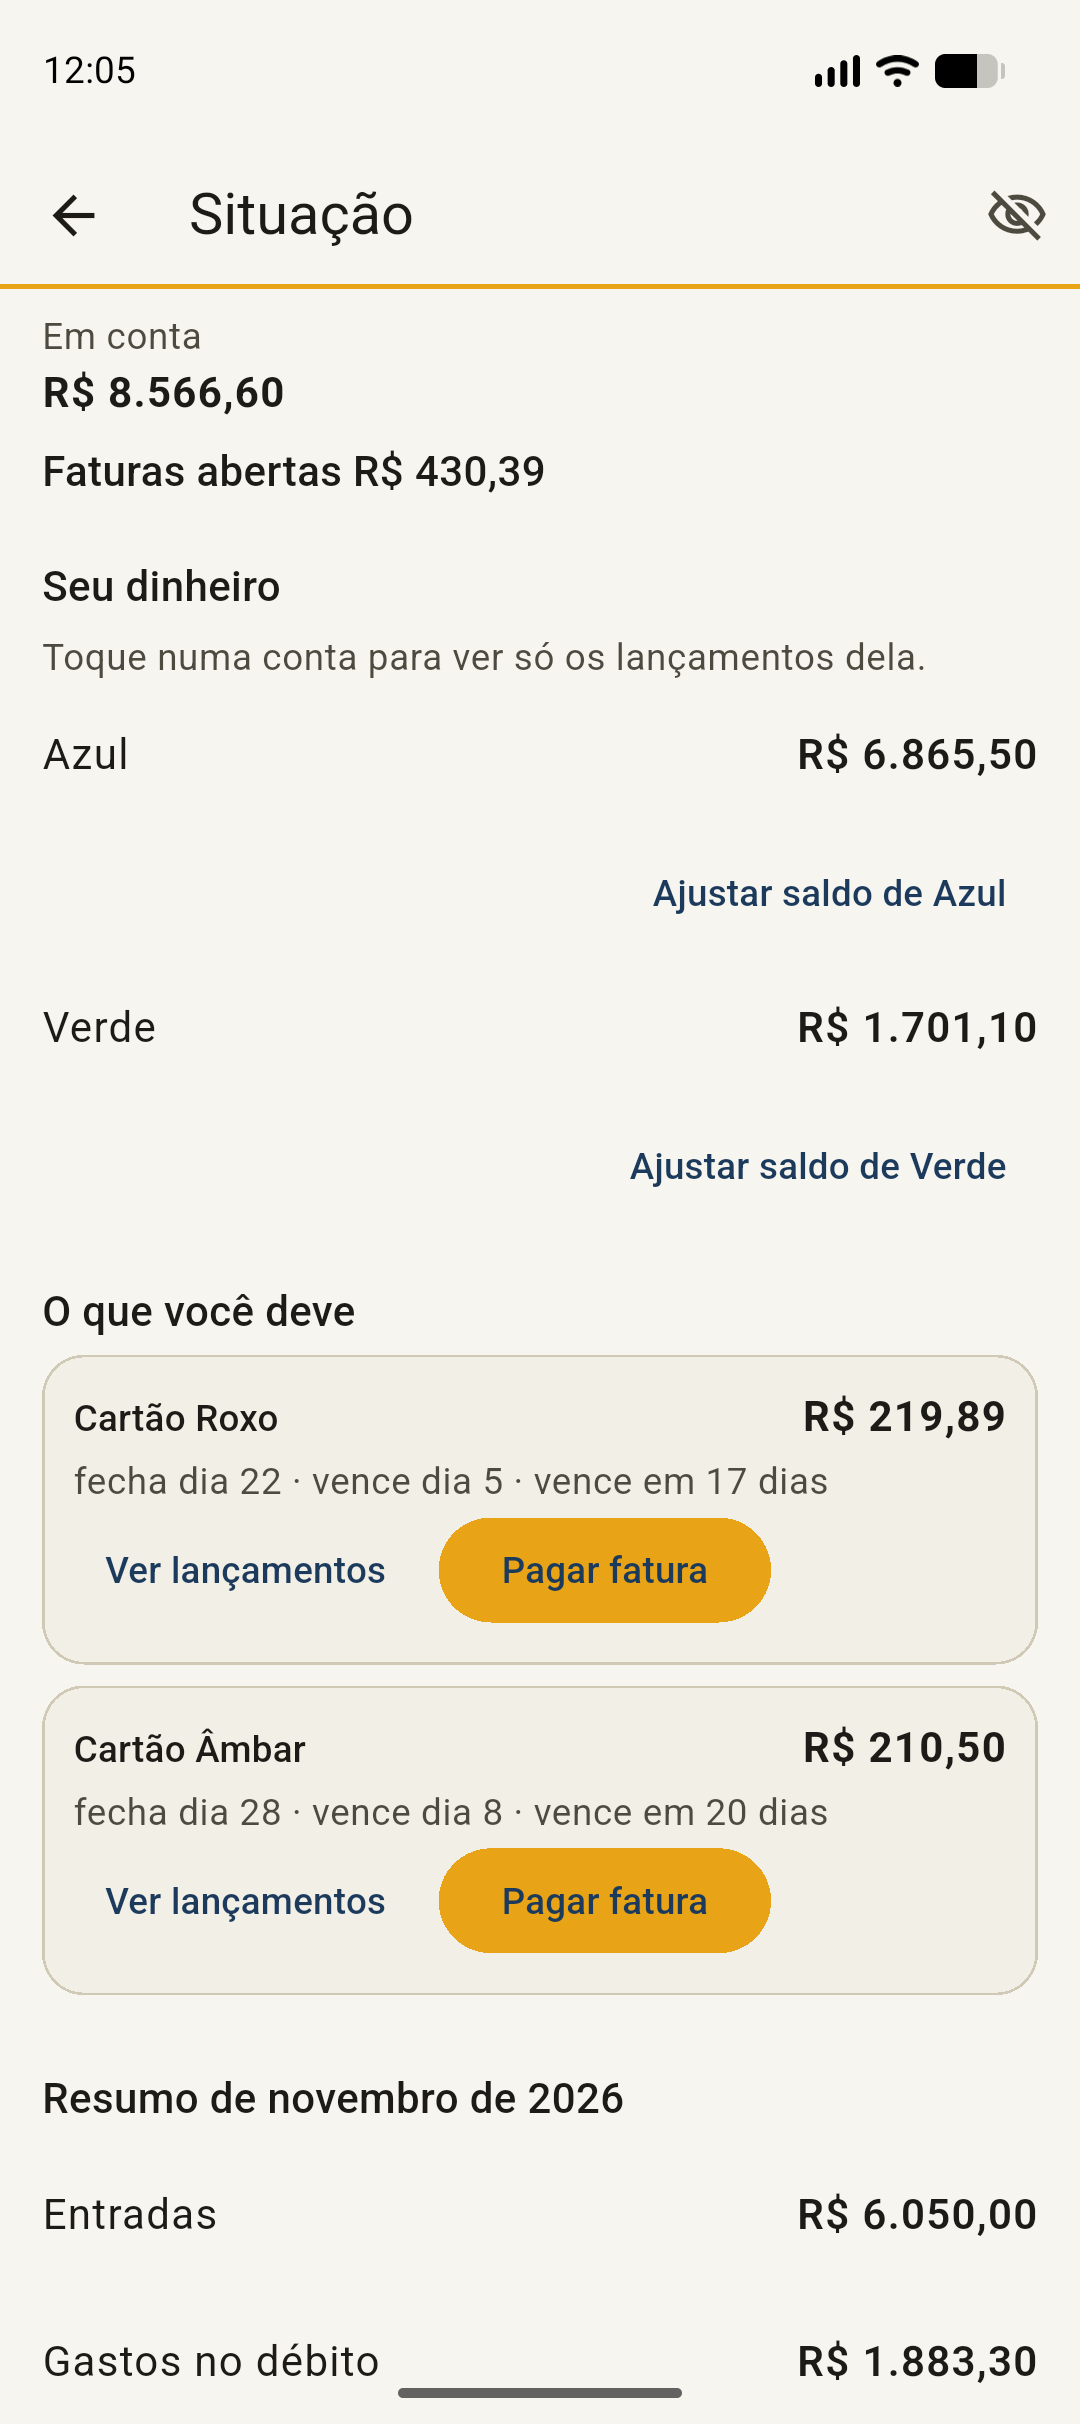 12:05
Situação
Em conta
R$ 8.566,60
Faturas abertas R$ 430,39
Seu dinheiro
Toque numa conta para ver só os lançamentos dela.
Azul R$ 6.865,50
Ajustar saldo de Azul
Verde R$ 1.701,10
Ajustar saldo de Verde
O que você deve
Cartão Roxo R$ 219,89
fecha dia 22 · vence dia 5 · vence em 17 dias
Ver lançamentos Pagar fatura
Cartão Âmbar R$ 210,50
fecha dia 28 · vence dia 8 · vence em 20 dias
Ver lançamentos Pagar fatura
Resumo de novembro de 2026
Entradas R$ 6.050,00
Gastos no débito R$ 1.883,30